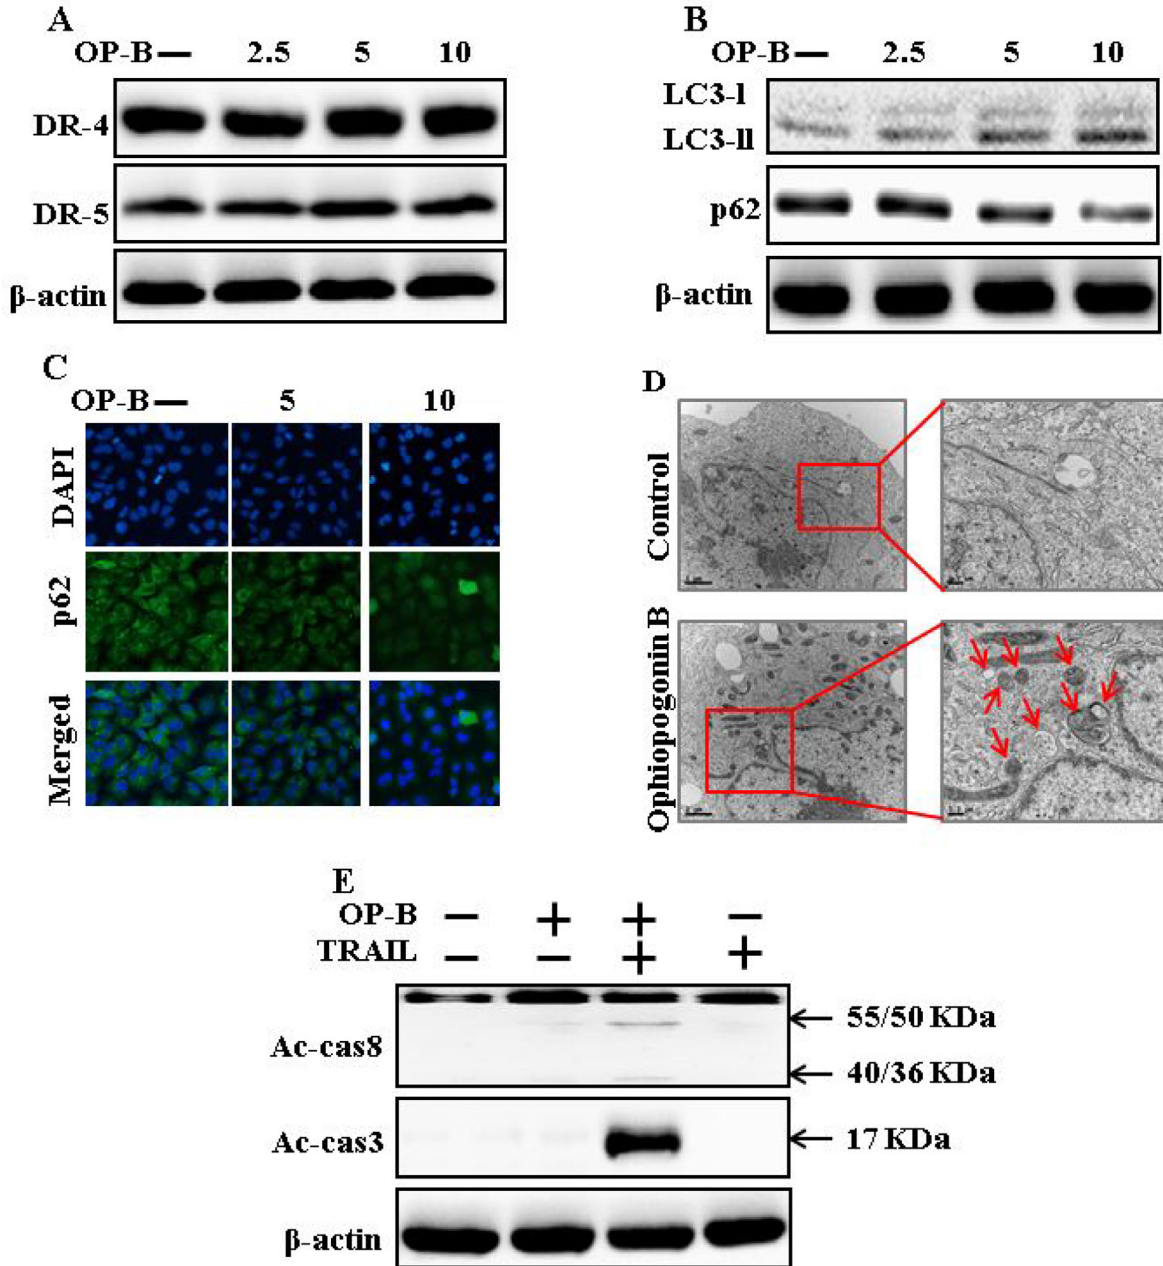 A
OP-B — 2.5 5 10
DR-4
DR-5
β-actin
B
OP-B — 2.5 5 10
LC3-I
LC3-II
p62
β-actin
C
OP-B — 5 10
DAPI
p62
Merged
D
Control
Ophiopogonin B
E
OP-B — + + —
TRAIL — — + +
Ac-cas8
55/50 KDa
40/36 KDa
Ac-cas3
17 KDa
β-actin